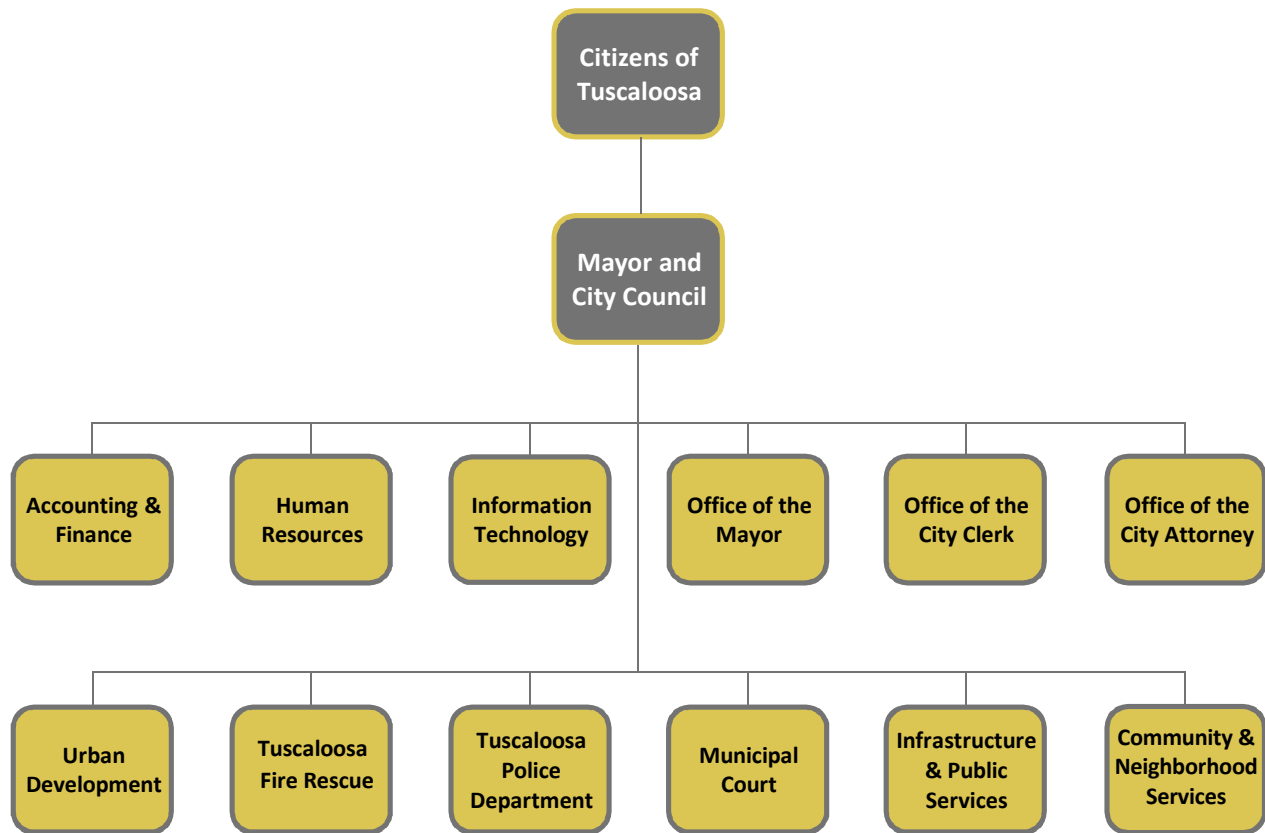 Citizens of
Tuscaloosa
Mayor and
City Council
Accounting &
Finance
Human
Resources
Information
Technology
Office of the
Mayor
Office of the
City Clerk
Office of the
City Attorney
Urban
Development
Tuscaloosa
Fire Rescue
Tuscaloosa
Police
Department
Municipal
Court
Infrastructure
& Public
Services
Community &
Neighborhood
Services